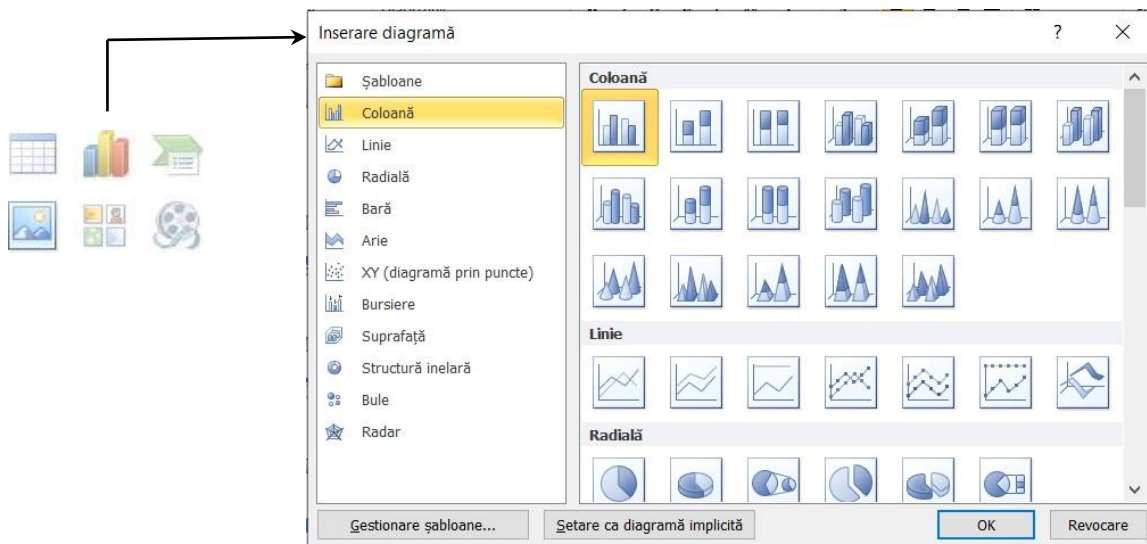 Inserare diagramă
?
Șabloane
Coloană
Linie
Radială
Bară
Arie
XY (diagramă prin puncte)
Bursiere
Suprafață
Structură inelară
Bule
Radar
Coloană
Linie
Radială
Gestionare șabloane...
Setare ca diagramă implicită
OK
Revocare